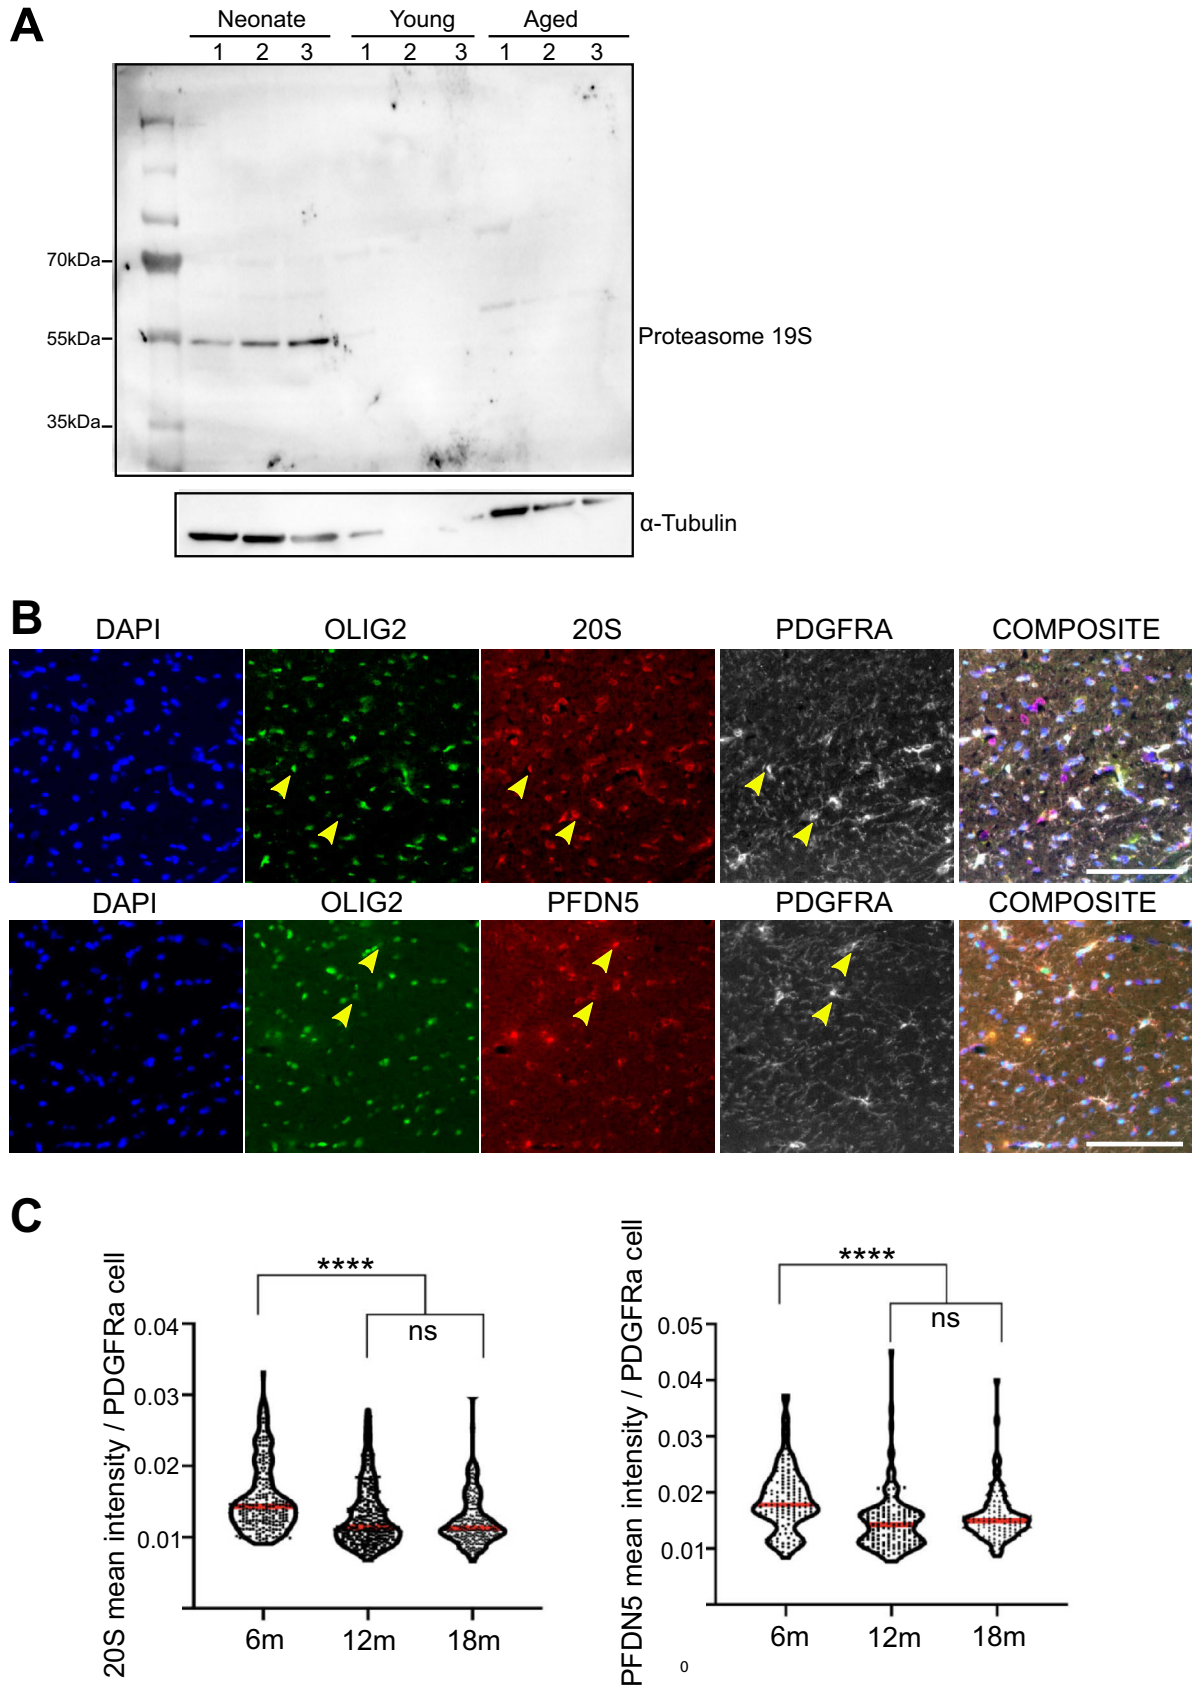 A
Neonate Young Aged
1 2 3 1 2 3 1 2 3
70kDa
55kDa
Proteasome 19S
35kDa
α-Tubulin
B
DAPI OLIG2 20S PDGFRA COMPOSITE
DAPI OLIG2 PFDN5 PDGFRA COMPOSITE
C
20S mean intensity / PDGFRa cell
****
ns
0.04
0.03
0.02
0.01
6m 12m 18m
PFDN5 mean intensity / PDGFRa cell
****
ns
0.05
0.04
0.03
0.02
0.01
6m 12m 18m
0